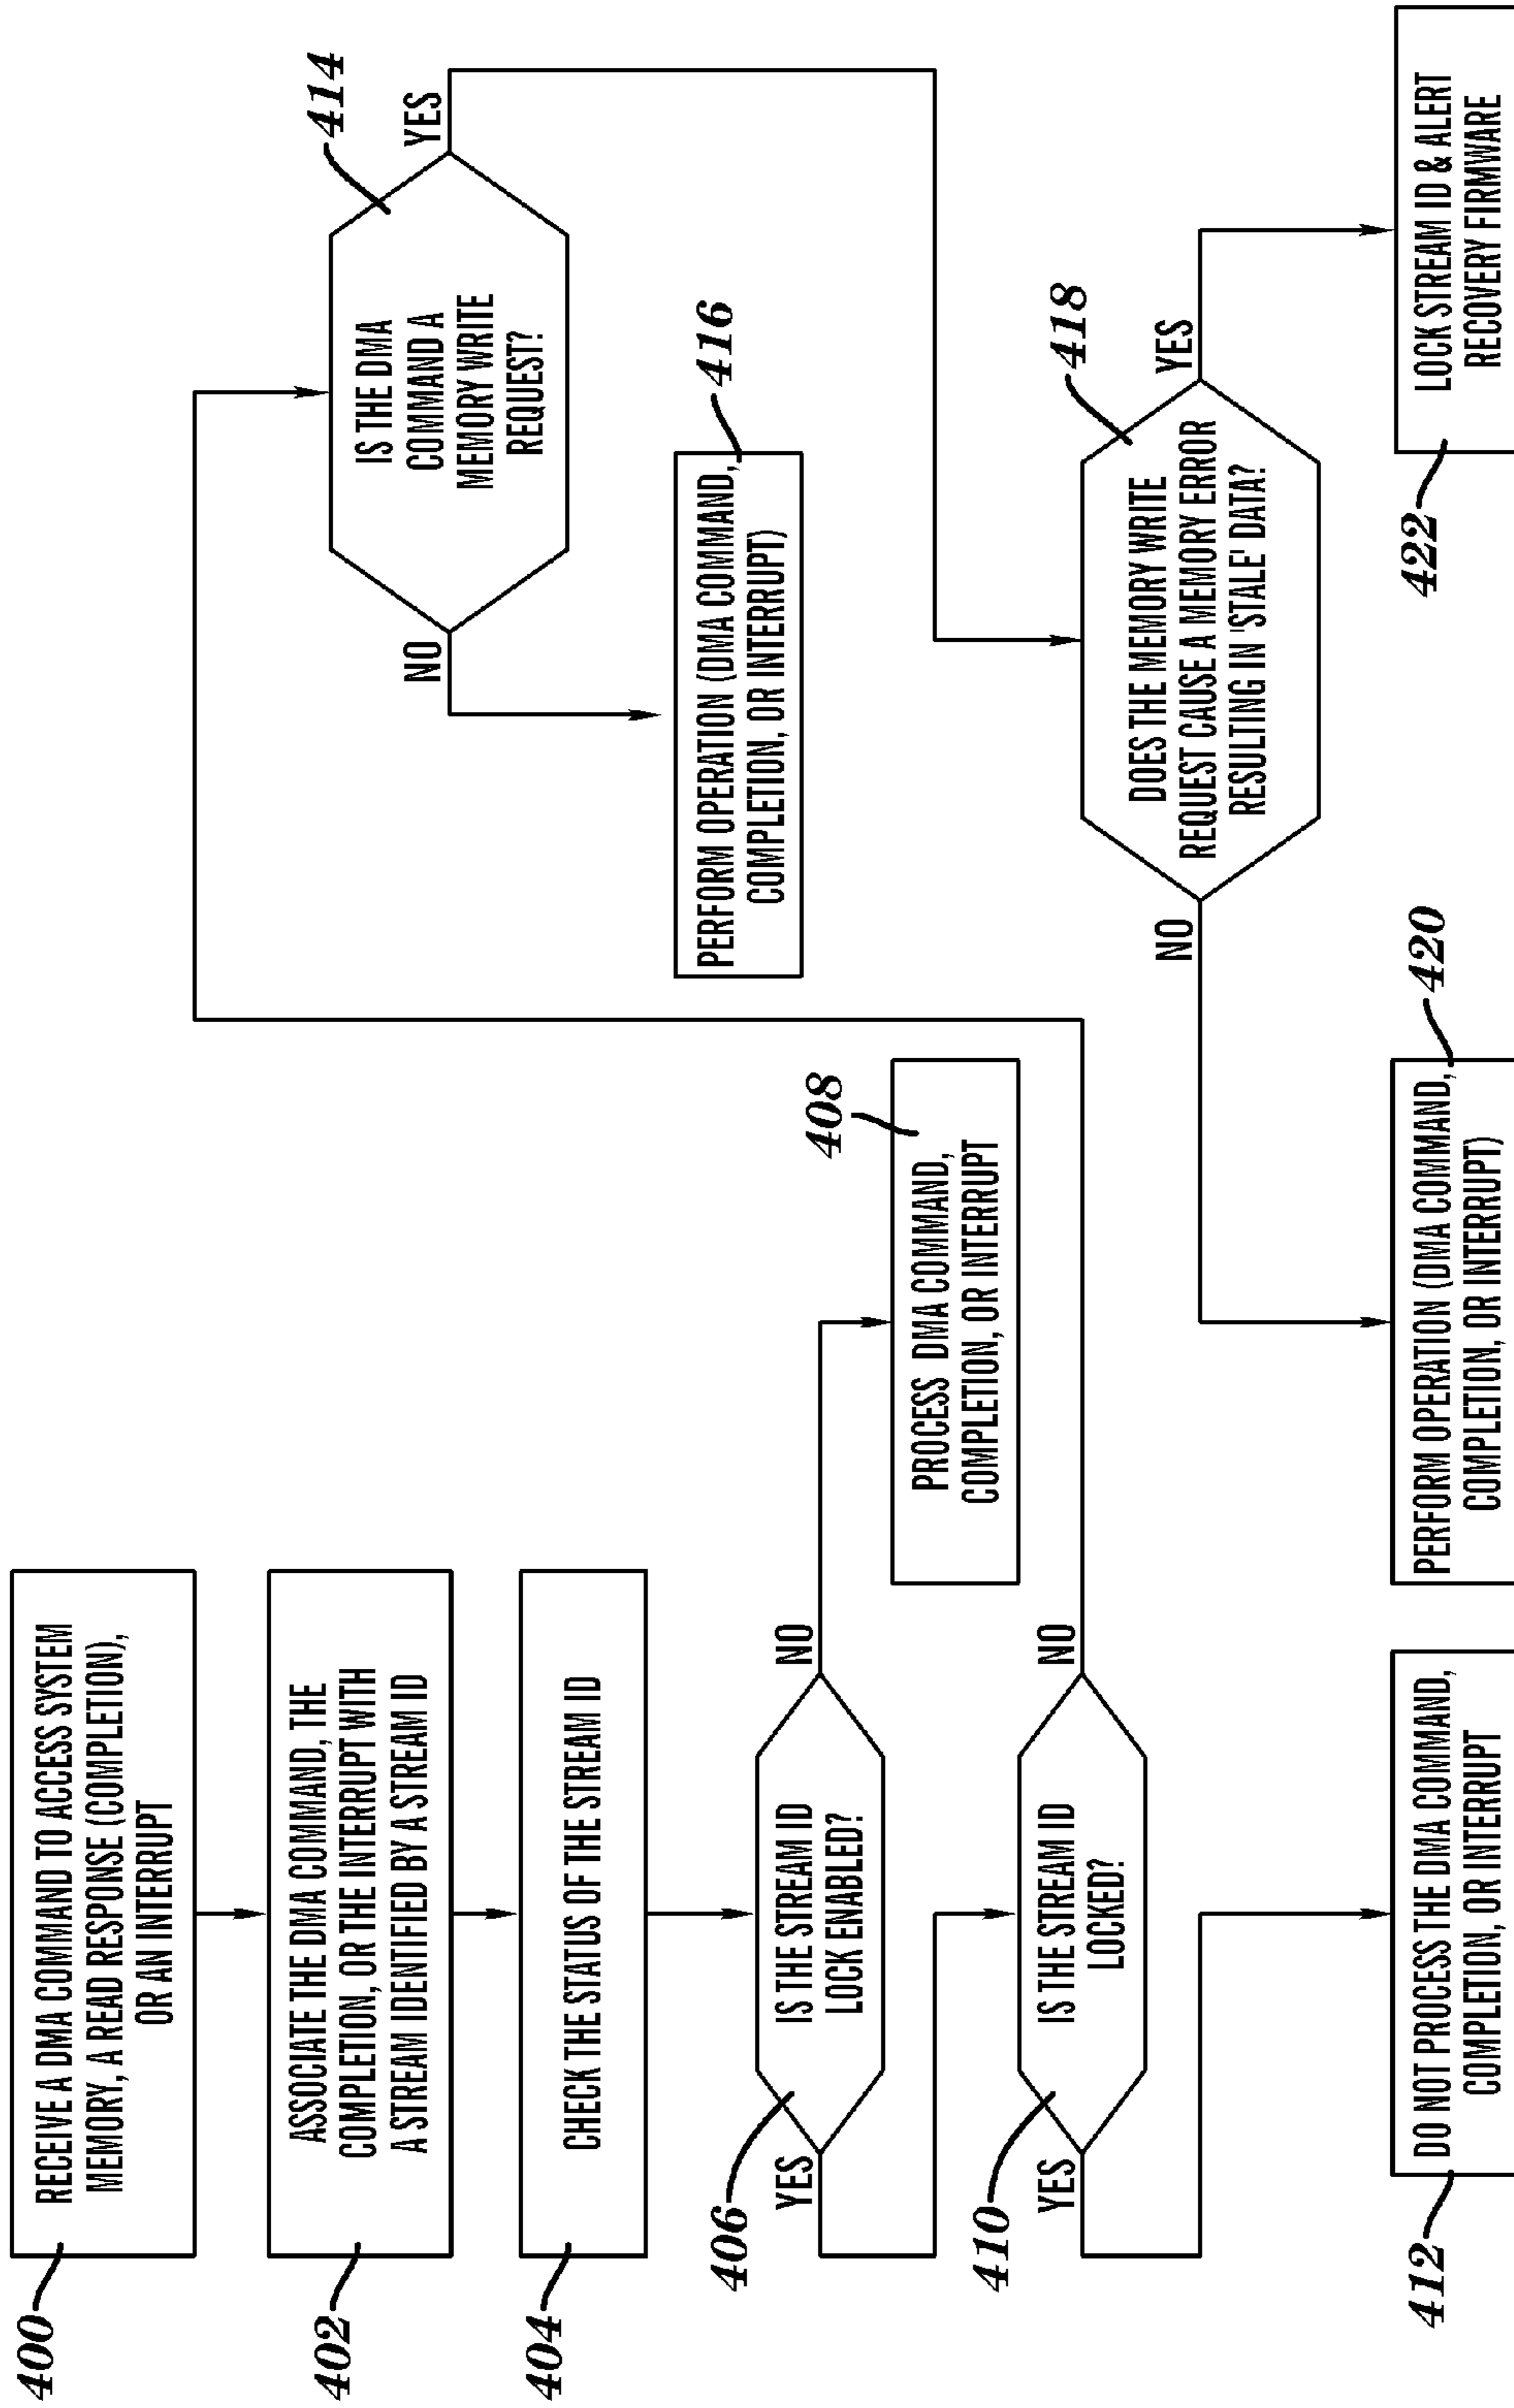 400
RECEIVE A DMA COMMAND TO ACCESS SYSTEM
MEMORY, A READ RESPONSE (COMPLETION),
OR AN INTERRUPT
402
ASSOCIATE THE DMA COMMAND, THE
COMPLETION, OR THE INTERRUPT WITH
A STREAM IDENTIFIED BY A STREAM ID
404
CHECK THE STATUS OF THE STREAM ID
406
YES
IS THE STREAM ID
LOCK ENABLED?
NO
408
PROCESS DMA COMMAND,
COMPLETION, OR INTERRUPT
410
YES
IS THE STREAM ID
LOCKED?
NO
412
DO NOT PROCESS THE DMA COMMAND,
COMPLETION, OR INTERRUPT
414
IS THE DMA
COMMAND A
MEMORY WRITE
REQUEST?
NO
YES
416
PERFORM OPERATION (DMA COMMAND,
COMPLETION, OR INTERRUPT)
418
DOES THE MEMORY WRITE
REQUEST CAUSE A MEMORY ERROR
RESULTING IN 'STALE' DATA?
NO
YES
420
PERFORM OPERATION (DMA COMMAND,
COMPLETION, OR INTERRUPT)
422
LOCK STREAM ID & ALERT
RECOVERY FIRMWARE